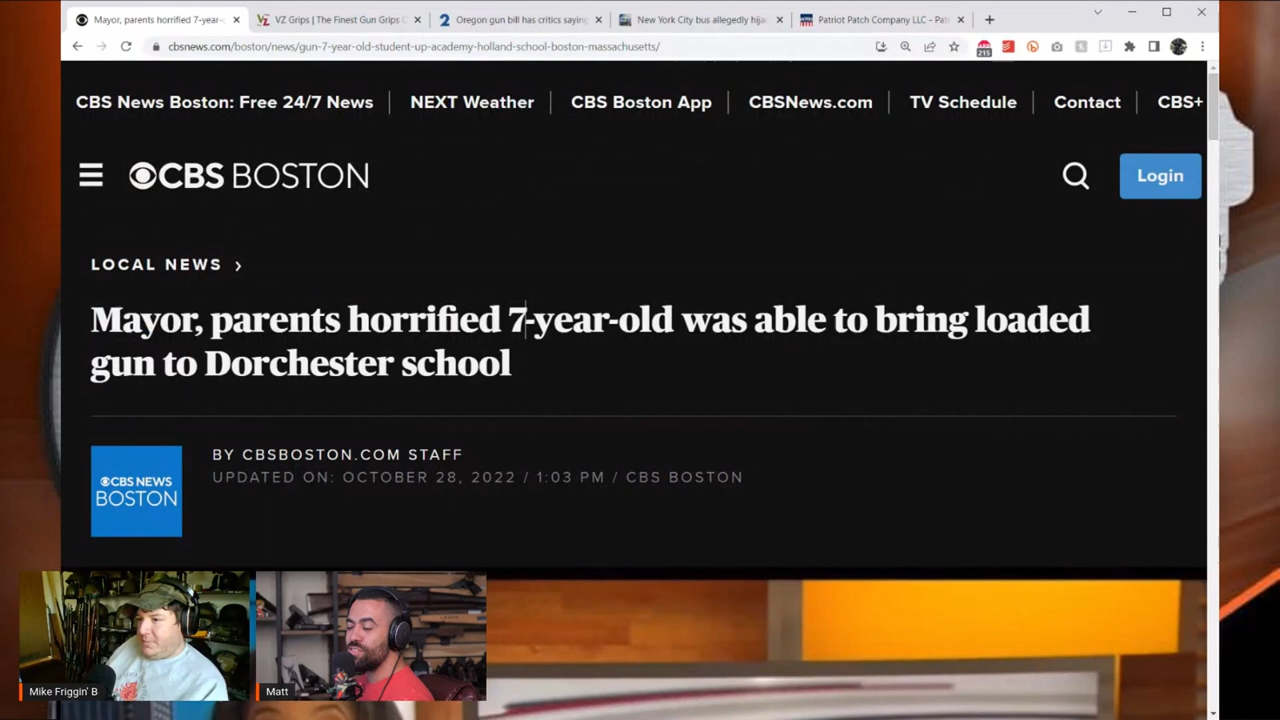 Mayor, parents horrified 7-year-
VZ Grips | The Finest Gun Grips C
Oregon gun bill has critics saying
New York City bus allegedly hijac
Patriot Patch Company LLC - Pat
cbsnews.com/boston/news/gun-7-year-old-student-up-academy-holland-school-boston-massachusetts/
215
CBS News Boston: Free 24/7 News
NEXT Weather
CBS Boston App
CBSNews.com
TV Schedule
Contact
CBS+
CBS BOSTON
Login
LOCAL NEWS
Mayor, parents horrified 7-year-old was able to bring loaded
gun to Dorchester school
CBS NEWS
BOSTON
BY CBSBOSTON.COM STAFF
UPDATED ON: OCTOBER 28, 2022 / 1:03 PM / CBS BOSTON
Mike Friggin' B
Matt